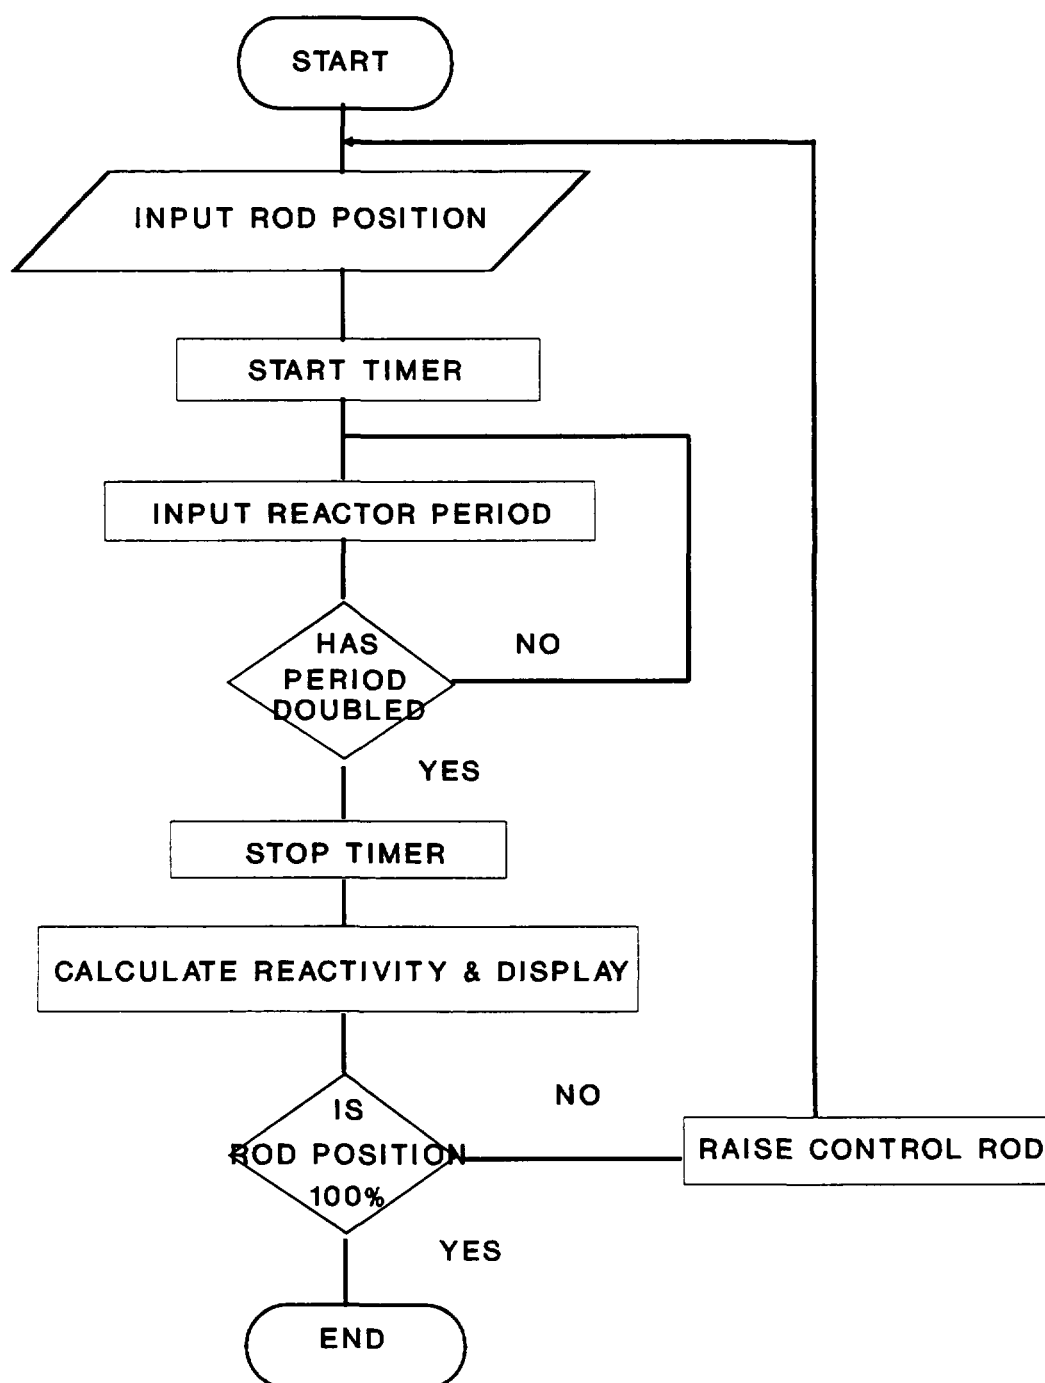 START
INPUT ROD POSITION
START TIMER
INPUT REACTOR PERIOD
HAS
PERIOD
DOUBLED
NO
YES
STOP TIMER
CALCULATE REACTIVITY & DISPLAY
IS
ROD POSITION
100%
NO
RAISE CONTROL ROD
YES
END